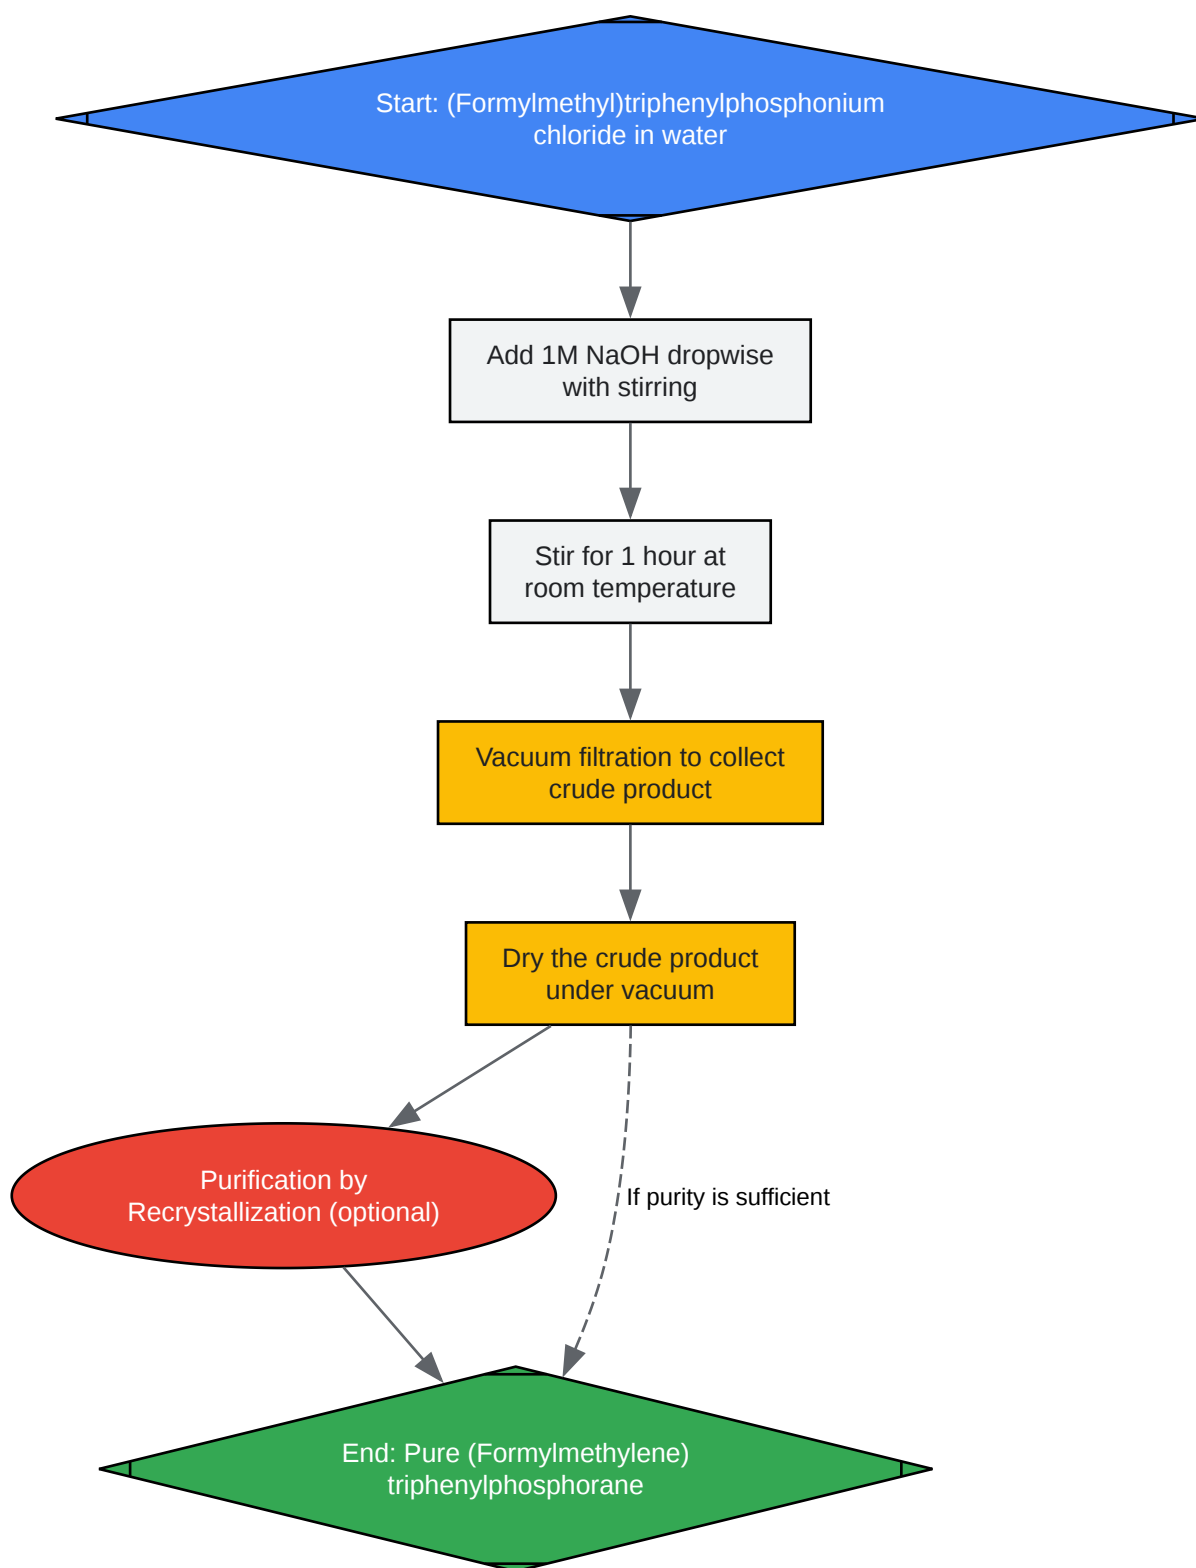 Start: (Formylmethyl)triphenylphosphonium
chloride in water
Add 1M NaOH dropwise
with stirring
Stir for 1 hour at
room temperature
Vacuum filtration to collect
crude product
Dry the crude product
under vacuum
Purification by
Recrystallization (optional)
If purity is sufficient
End: Pure (Formylmethylene)
triphenylphosphorane